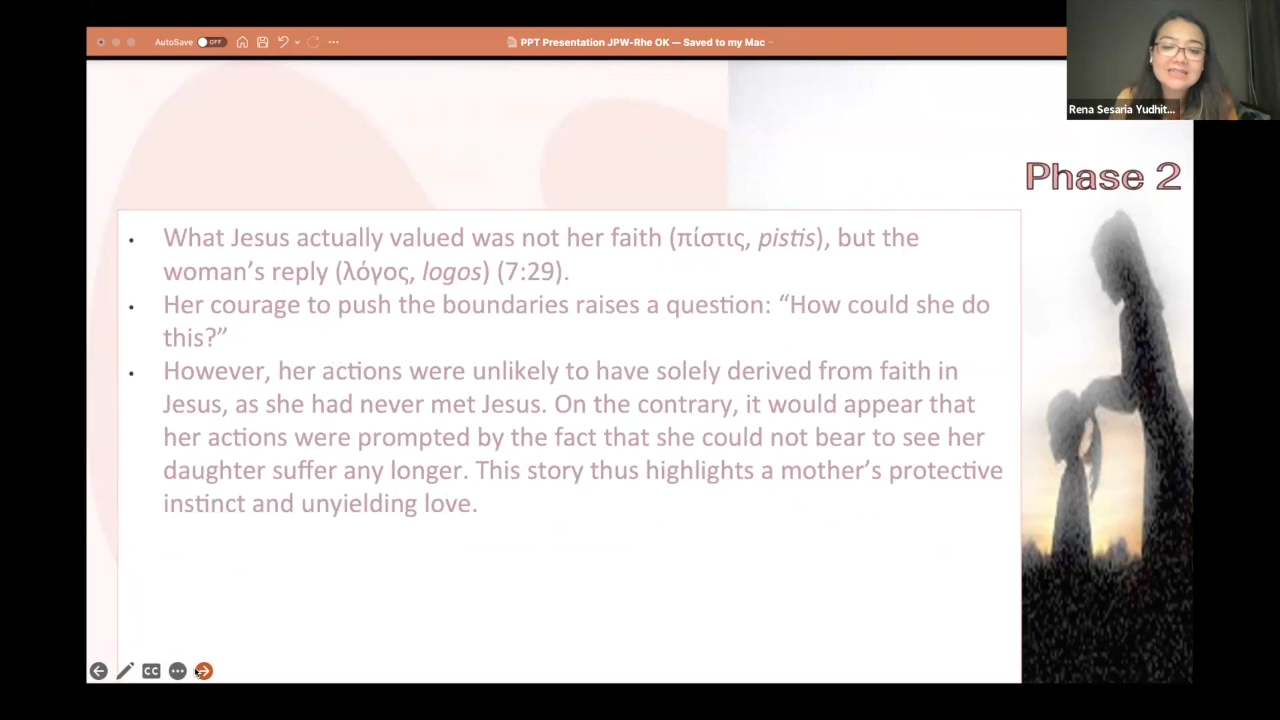 AutoSave OFF
PPT Presentation JPW-Rhe OK — Saved to my Mac
Rena Sesaria Yudhit...
Phase 2
• What Jesus actually valued was not her faith (πίστις, pistis), but the
woman’s reply (λόγος, logos) (7:29).
• Her courage to push the boundaries raises a question: “How could she do
this?”
• However, her actions were unlikely to have solely derived from faith in
Jesus, as she had never met Jesus. On the contrary, it would appear that
her actions were prompted by the fact that she could not bear to see her
daughter suffer any longer. This story thus highlights a mother’s protective
instinct and unyielding love.
CC